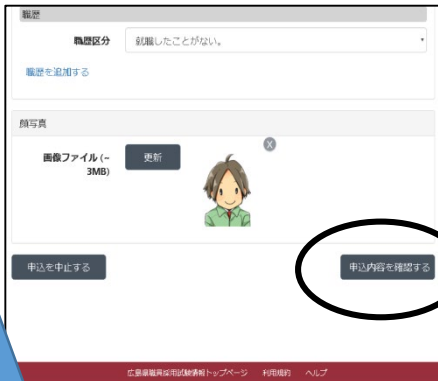 職歴
職歴区分 就職したことがない。
職歴を追加する
顔写真
画像ファイル (~ 更新
3MB)
X
申込を中止する 申込内容を確認する
広島県職員採用試験情報トップページ 利用規約 ヘルプ